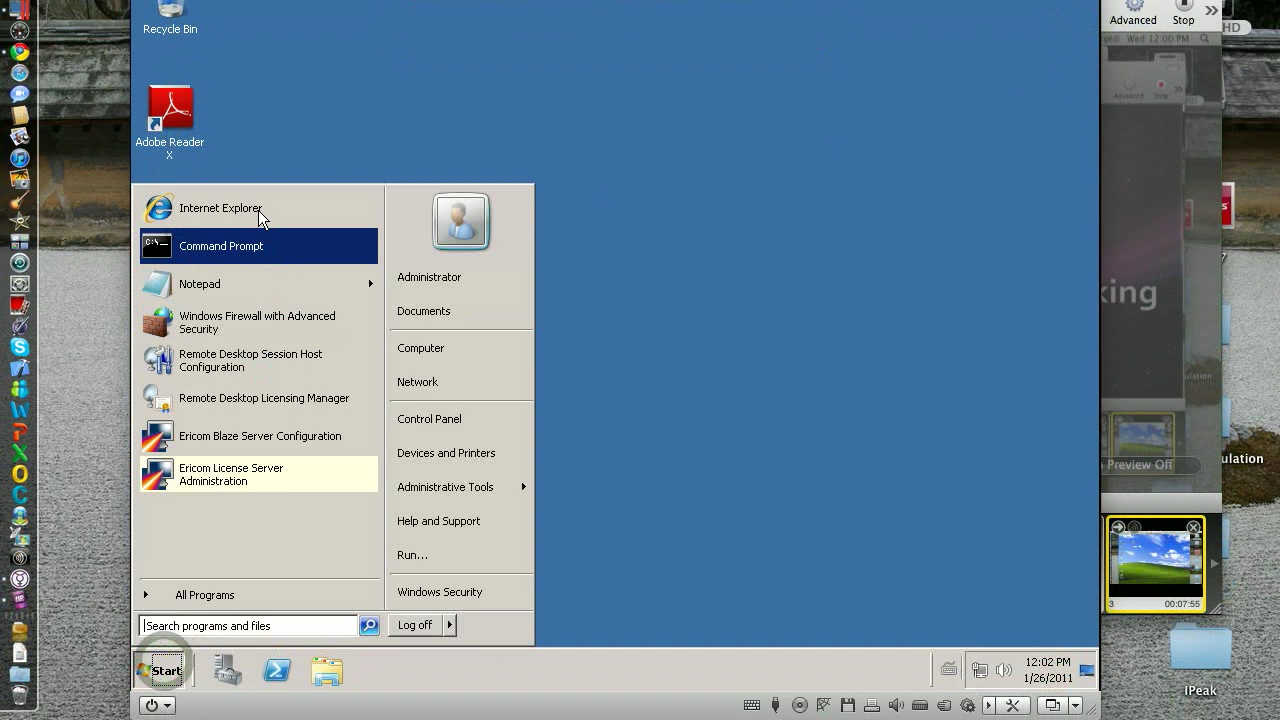 Recycle Bin
Adobe Reader
X
Internet Explorer
Command Prompt
Notepad
Windows Firewall with Advanced
Security
Remote Desktop Session Host
Configuration
Remote Desktop Licensing Manager
Ericom Blaze Server Configuration
Ericom License Server
Administration
All Programs
Search programs and files
Administrator
Documents
Computer
Network
Control Panel
Devices and Printers
Administrative Tools
Help and Support
Run...
Windows Security
Log off
Start
1/26/2011
Advanced
Stop
HD
Wed 12:00 PM
Advanced
Stop
king
ulation
Preview Off
ulation
3
00:07:55
IPeak